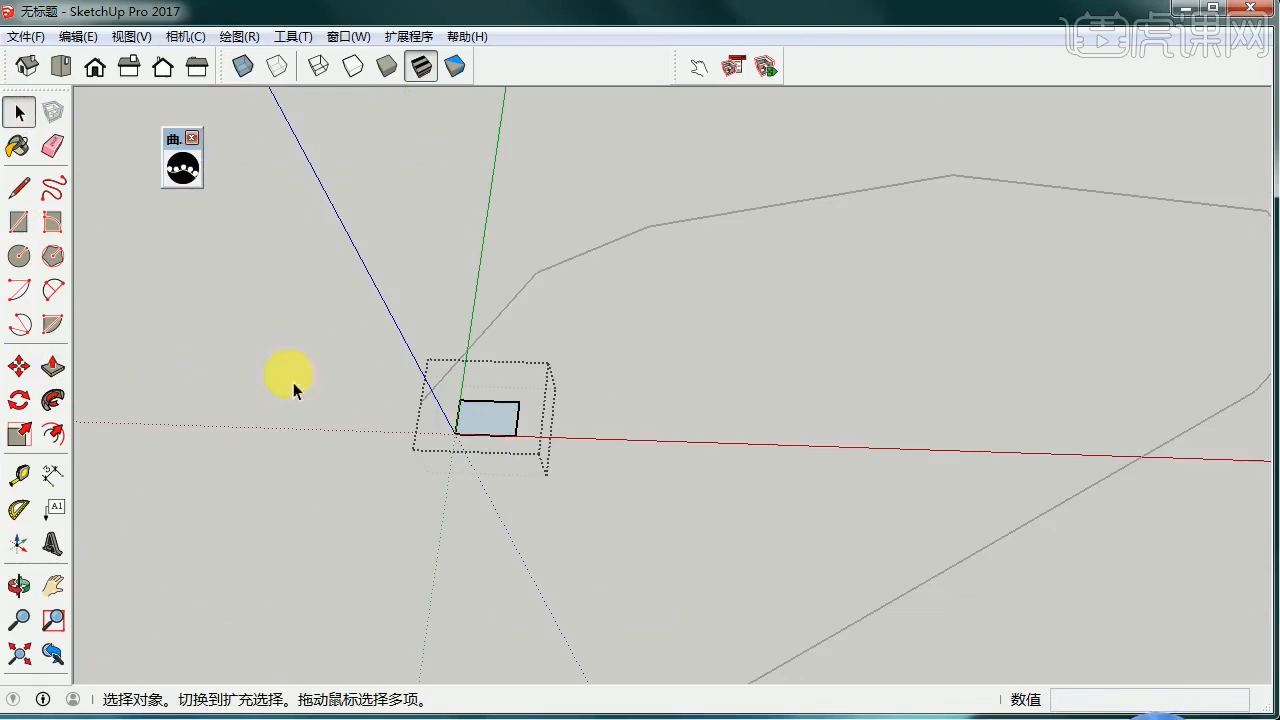 无标题 - SketchUp Pro 2017
虎课网
文件(F) 编辑(E) 视图(V) 相机(C) 绘图(R) 工具(T) 窗口(W) 扩展程序 帮助(H)
曲.
A1
选择对象。切换到扩充选择。拖动鼠标选择多项。
数值